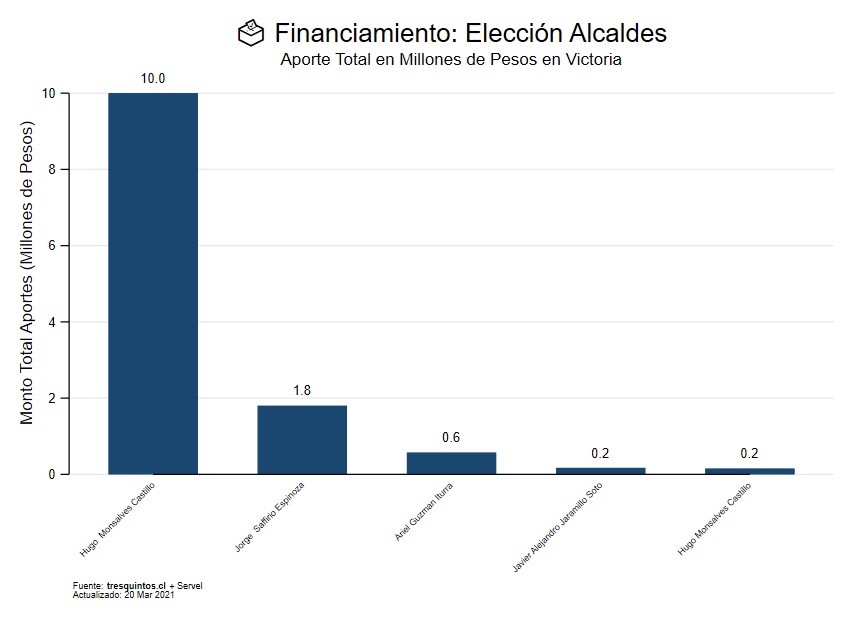 Financiamiento: Elección Alcaldes
Aporte Total en Millones de Pesos en Victoria
Monto Total Aportes (Millones de Pesos)
10
8
6
4
2
0
10.0
1.8
0.6
0.2
0.2
Hugo  Monsalves Castillo
Jorge  Saffirio Espinoza
Ariel Guzman Iturra
Javier Alejandro Jaramillo Soto
Hugo Monsalves Castillo
Fuente: tresquintos.cl + Servel
Actualizado: 20 Mar 2021